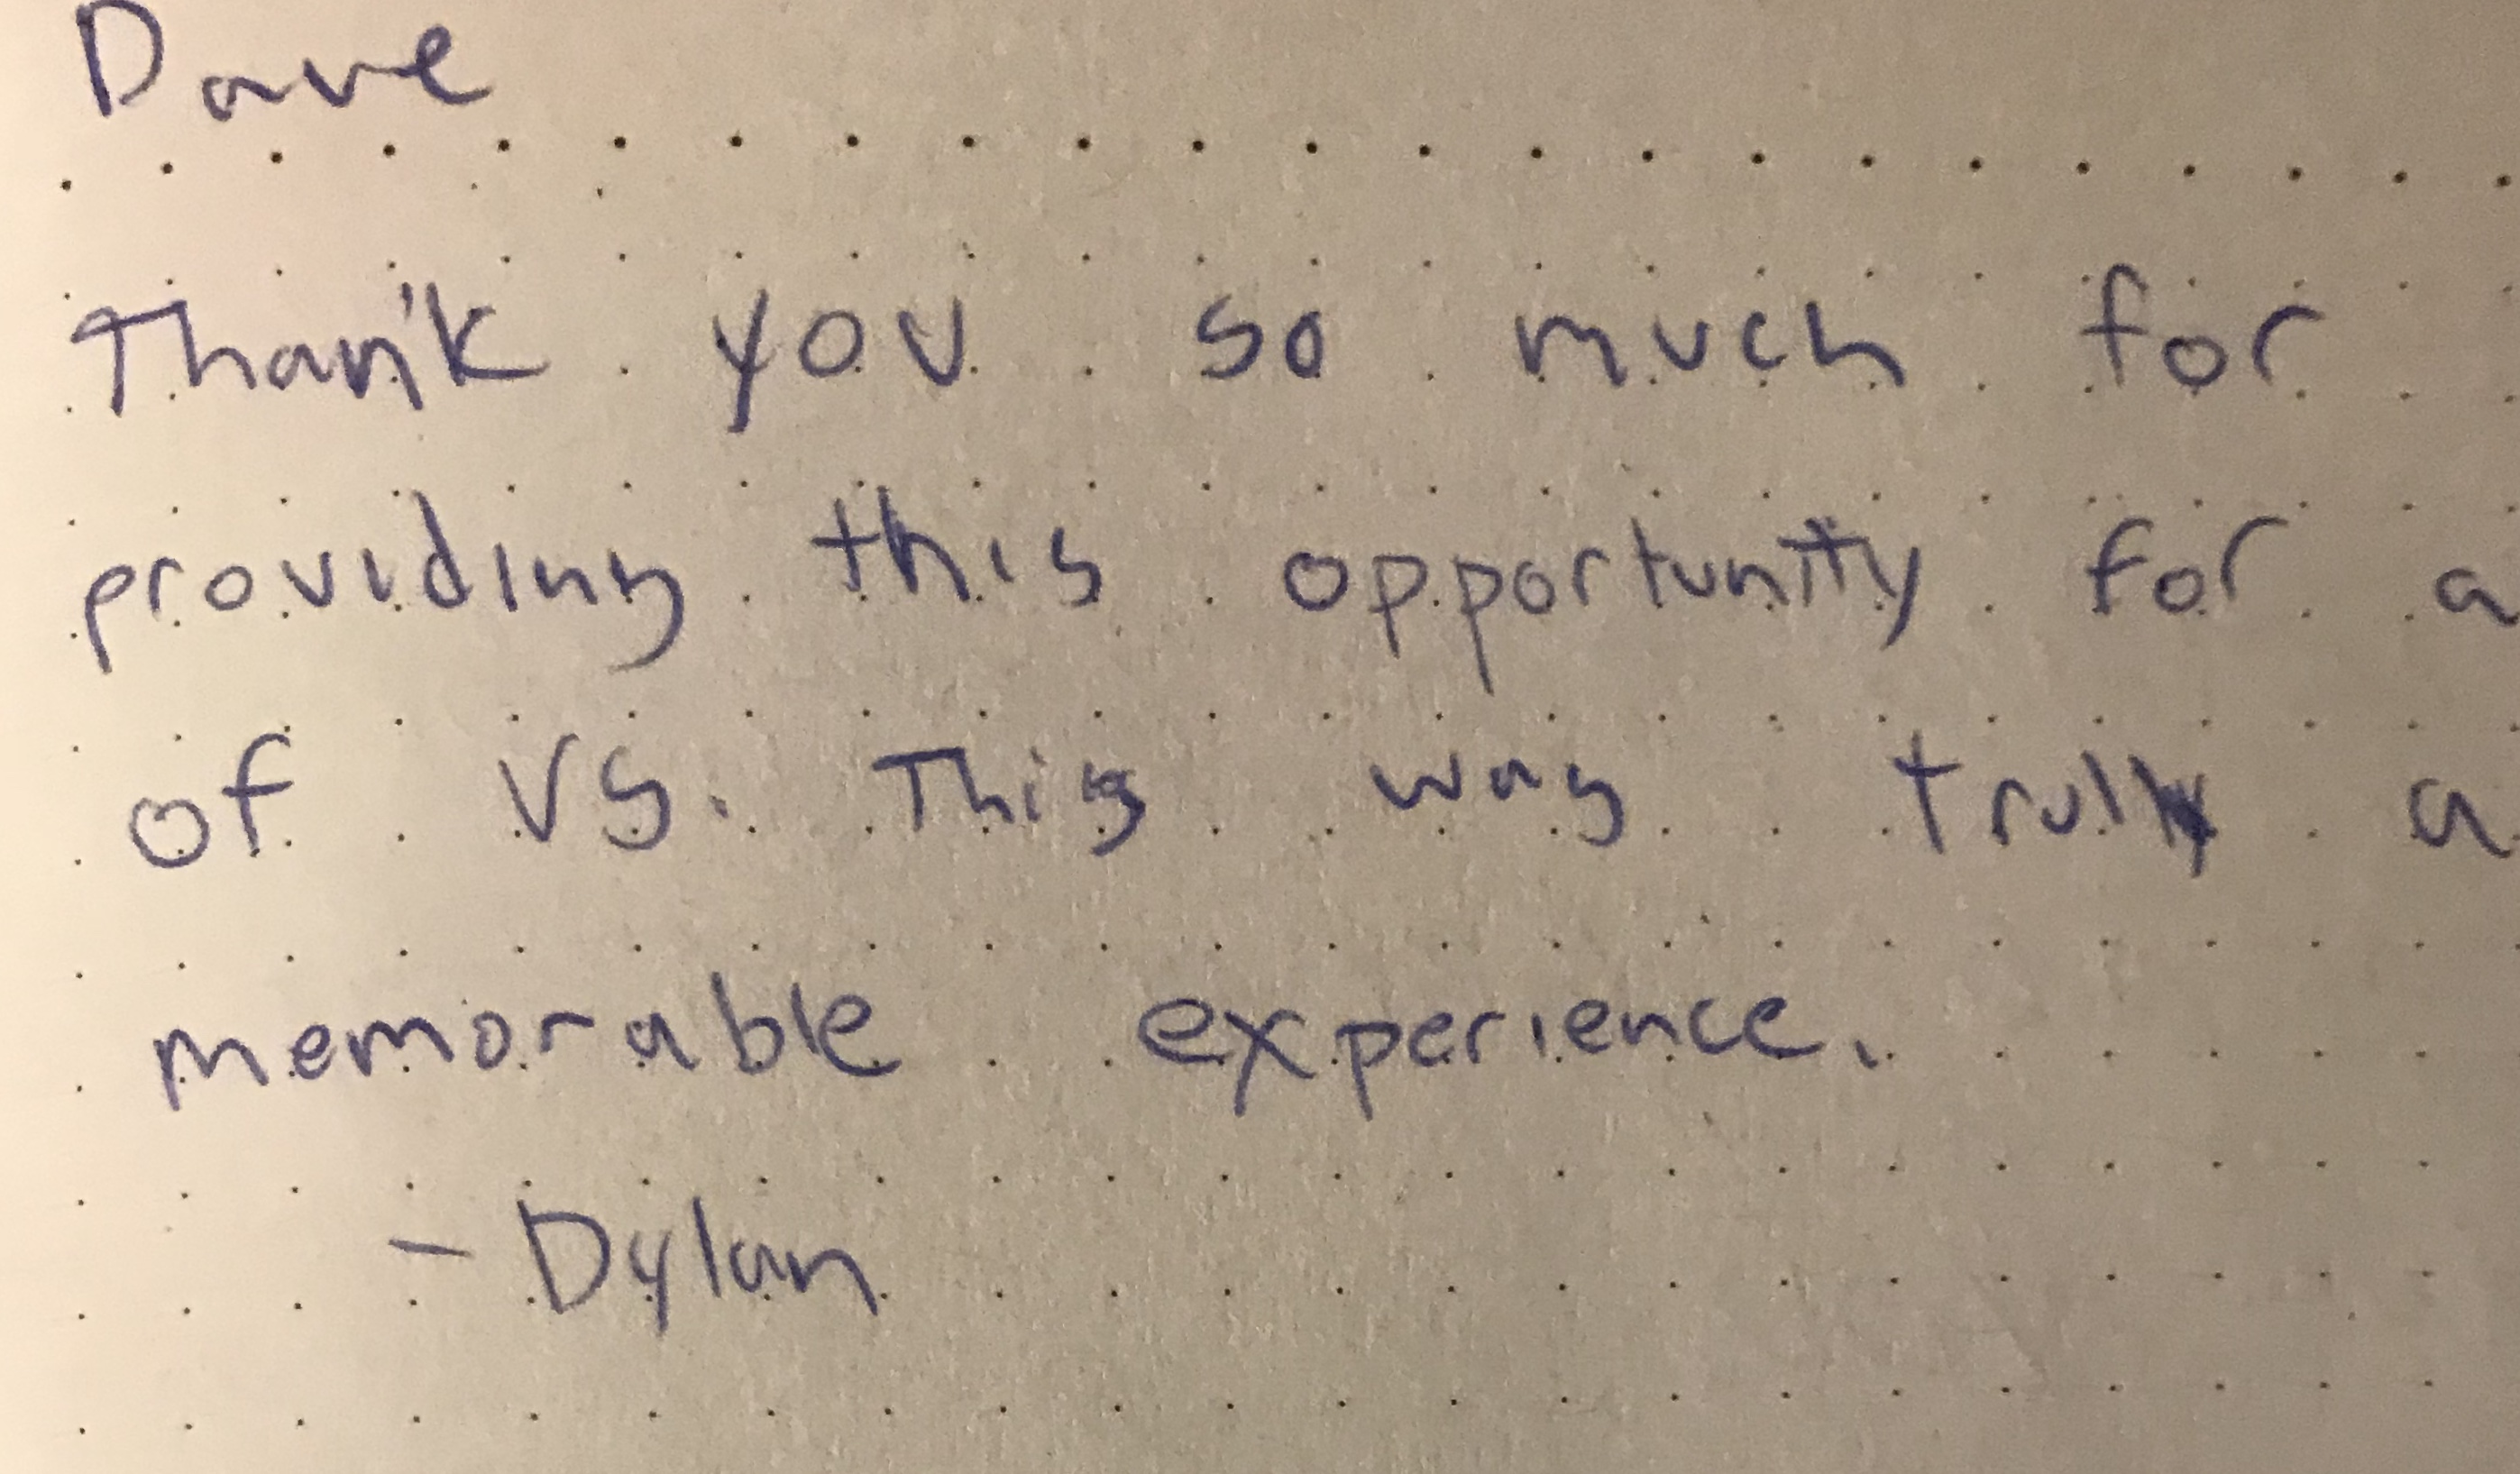 Dave
Thank you so much for
providing this opportunity for a
of us. This was truly a
memorable experience.
- Dylan